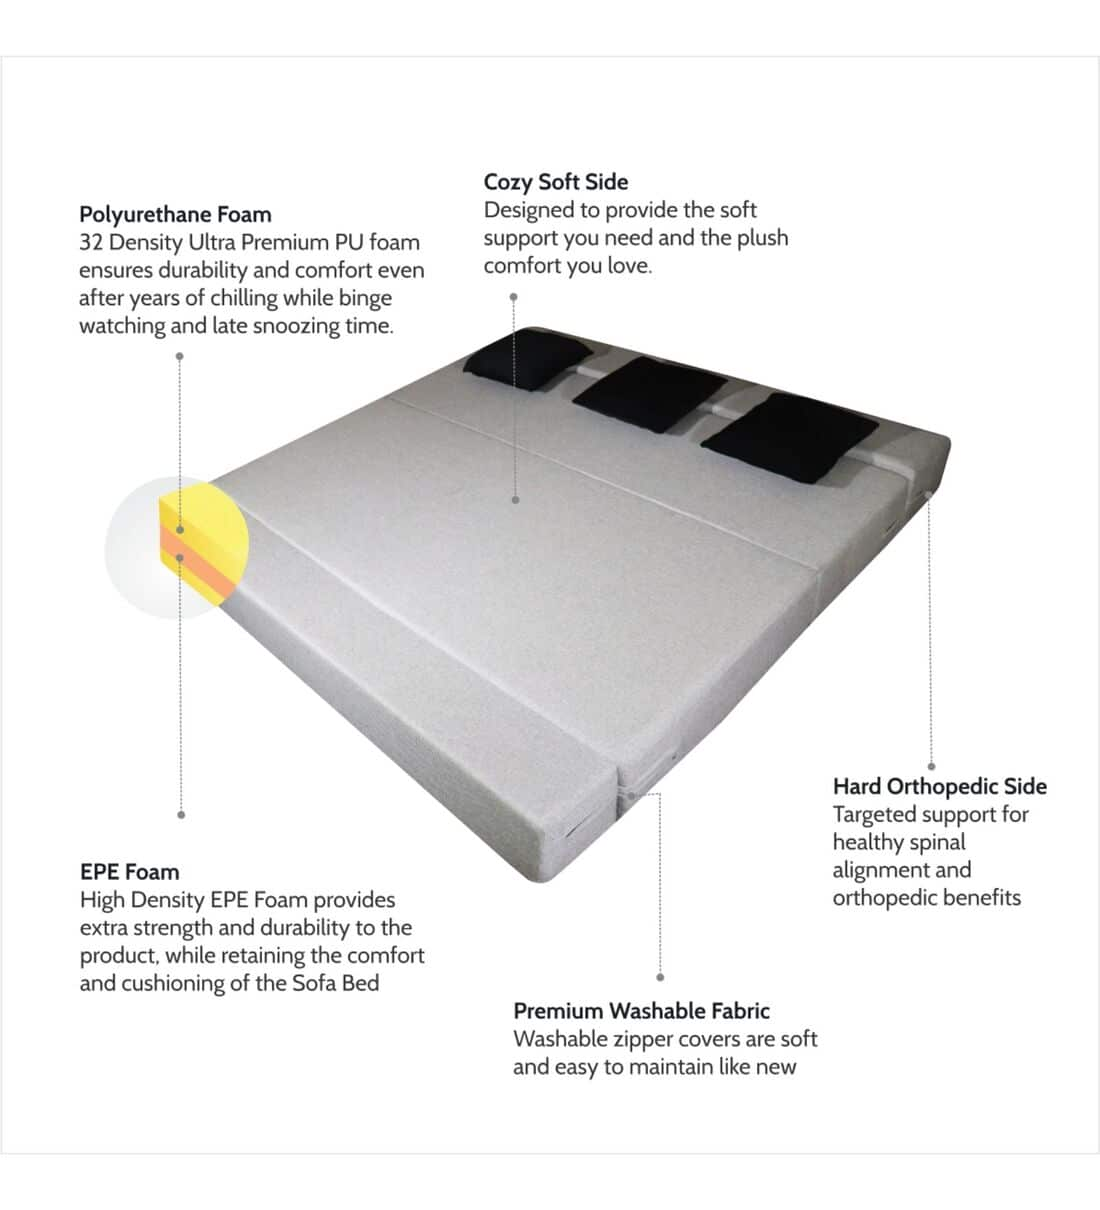 Cozy Soft Side
Designed to provide the soft
support you need and the plush
comfort you love.
Polyurethane Foam
32 Density Ultra Premium PU foam
ensures durability and comfort even
after years of chilling while binge
watching and late snoozing time.
Hard Orthopedic Side
Targeted support for
healthy spinal
alignment and
orthopedic benefits
EPE Foam
High Density EPE Foam provides
extra strength and durability to the
product, while retaining the comfort
and cushioning of the Sofa Bed
Premium Washable Fabric
Washable zipper covers are soft
and easy to maintain like new